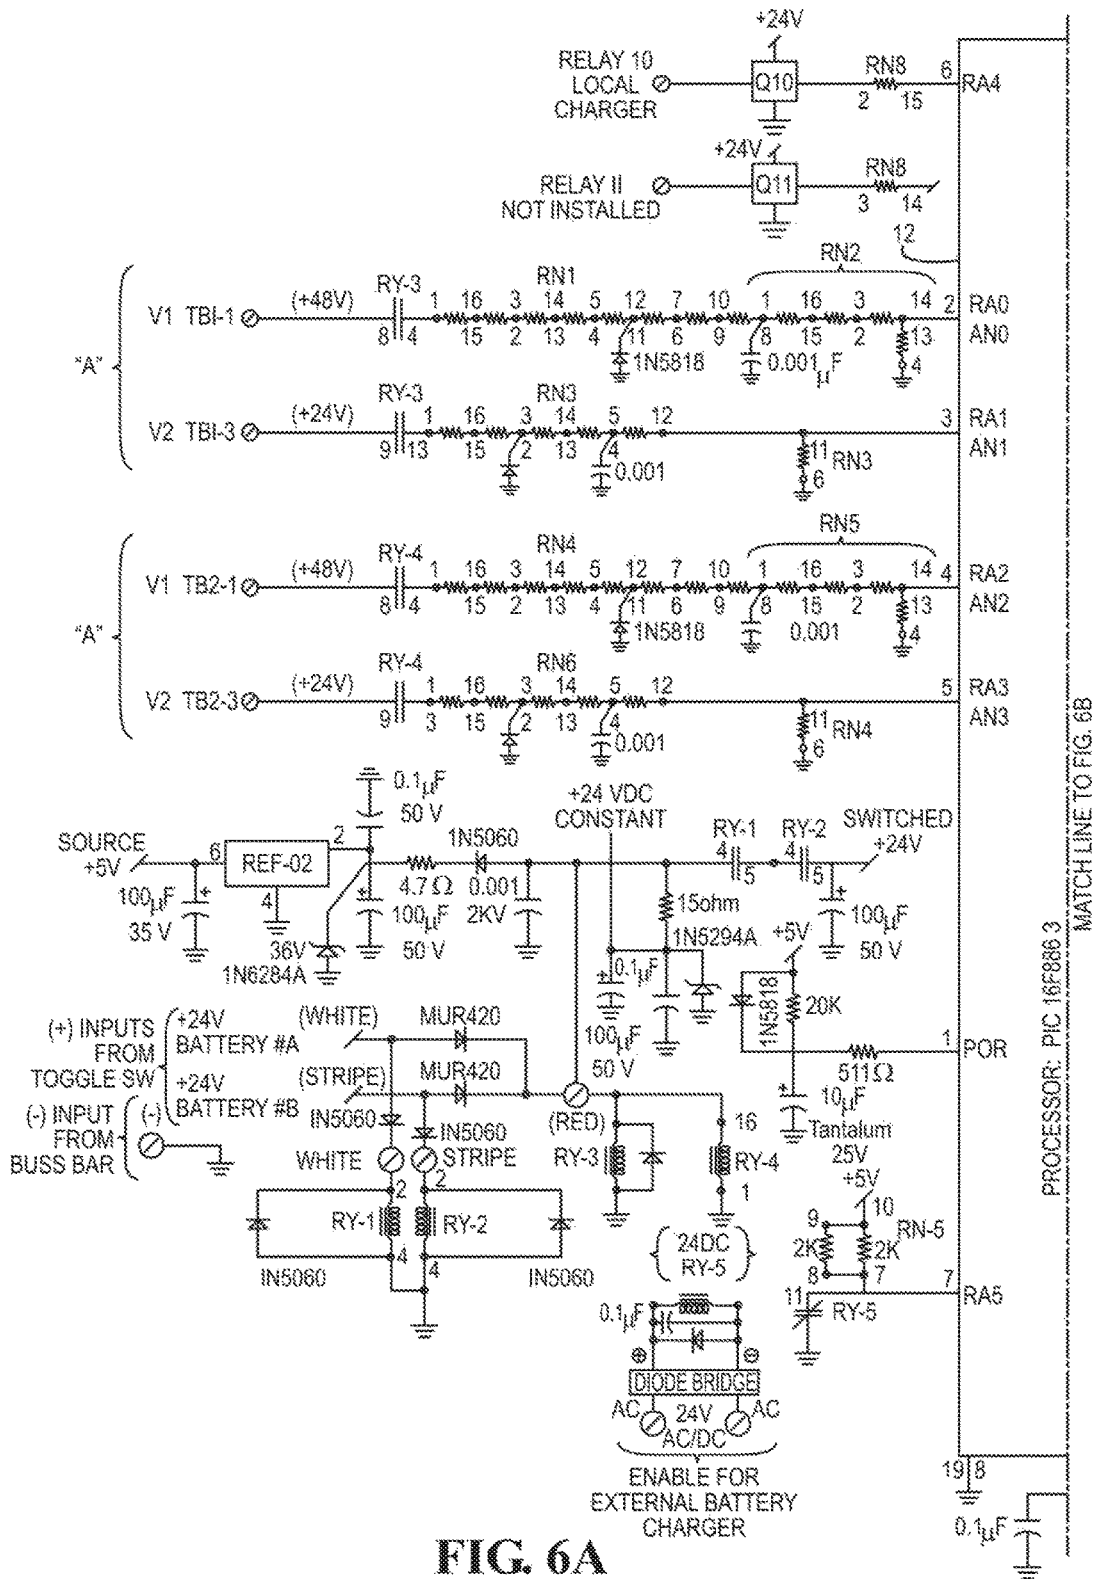 +24V
RELAY 10
LOCAL
CHARGER
Q10
RN8
2 15
6
RA4
+24V
RELAY II
NOT INSTALLED
Q11
RN8
3 14
12
"A"
V1 TBI-1
(+48V)
RY-3
8 4
RN1
RN2
1 16 3 14 5 12 7 10 1 16 3 14 2
15 2 13 4 11 6 9 8 15 2 13
4
1N5818
0.001 µF
RA0
AN0
V2 TBI-3
(+24V)
RY-3
9 13
RN3
1 16 3 14 5 12
15 2 13 4
0.001
11
6
RN3
3
RA1
AN1
"A"
V1 TB2-1
(+48V)
RY-4
8 4
RN4
RN5
1 16 3 14 5 12 7 10 1 16 3 14 4
15 2 13 4 11 6 9 8 15 2 13
4
1N5818
0.001
RA2
AN2
V2 TB2-3
(+24V)
RY-4
9 3
RN6
1 16 3 14 5 12
15 2 13 4
0.001
11
6
RN4
5
RA3
AN3
0.1µF
50 V
SOURCE
+5V
6
REF-02
2
4
100µF
35 V
36V
1N6284A
4.7 Ω
100µF
50 V
1N5060
0.001
2KV
+24 VDC
CONSTANT
RY-1
4
5
RY-2
4
5
SWITCHED
+24V
15ohm
1N5294A
0.1µF
100µF
50 V
100µF
50 V
+5V
1N5818
20K
511Ω
1
POR
10µF
Tantalum
25V
(+) INPUTS
FROM
TOGGLE SW
+24V
BATTERY #A
+24V
BATTERY #B
(-) INPUT
FROM
BUSS BAR
(-)
(WHITE)
MUR420
(STRIPE)
MUR420
IN5060
IN5060
WHITE
STRIPE
2
2
RY-1
RY-2
4
4
IN5060
IN5060
(RED)
RY-3
16
RY-4
1
24DC
RY-5
0.1µF
⊕ ⊖
DIODE BRIDGE
AC
24V
AC/DC
AC
ENABLE FOR
EXTERNAL BATTERY
CHARGER
+5V
9 10
2K 2K
RN-5
8 7
11
RY-5
7
RA5
19 8
0.1µF
PROCESSOR: PIC 16F886 3
MATCH LINE TO FIG. 6B
FIG. 6A